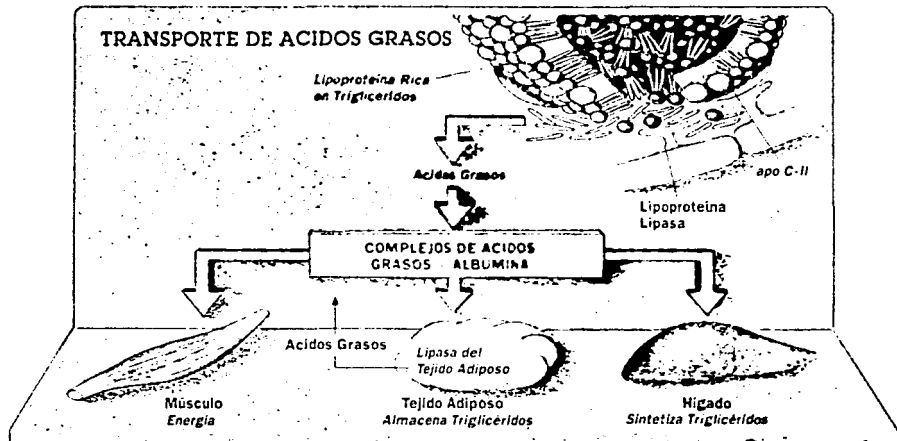 TRANSPORTE DE ACIDOS GRASOS
Lipoproteína Rica
en Triglicéridos
Acidos Grasos
apo C-II
Lipoproteína
Lipasa
COMPLEJOS DE ACIDOS
GRASOS - ALBUMINA
Acidos Grasos
Lipasa del
Tejido Adiposo
Músculo
Energía
Tejido Adiposo
Almacena Triglicéridos
Hígado
Sintetiza Triglicéridos